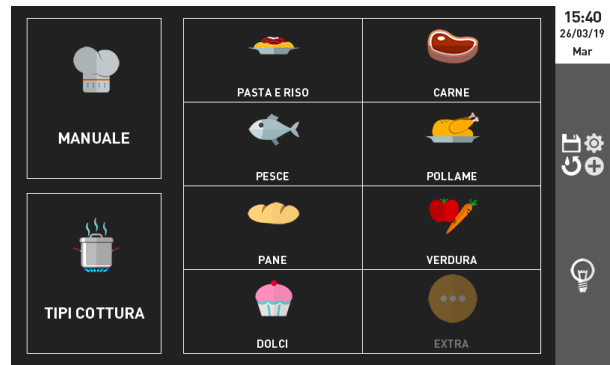 15:40
26/03/19
Mar
MANUALE
TIPI COTTURA
PASTA E RISO
CARNE
PESCE
POLLAME
PANE
VERDURA
DOLCI
EXTRA